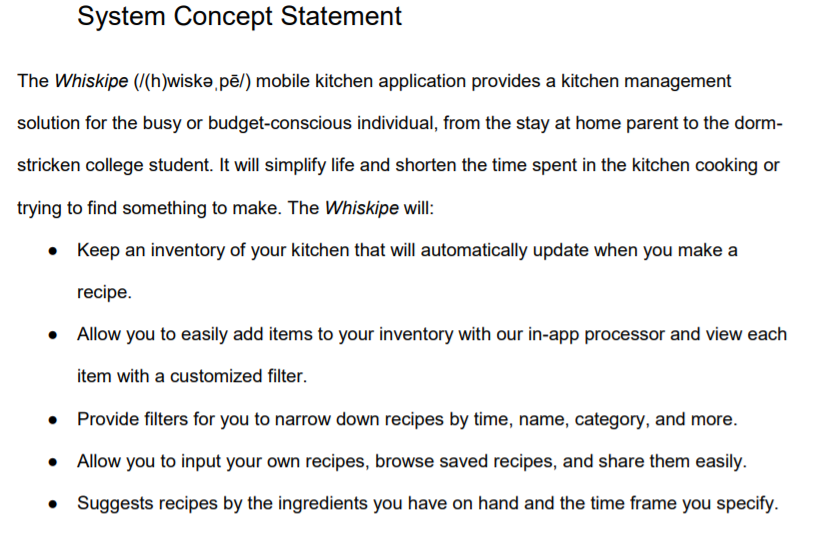 System Concept Statement
The Whiskipe (/(h)wiskəˌpē/) mobile kitchen application provides a kitchen management
solution for the busy or budget-conscious individual, from the stay at home parent to the dorm-
stricken college student. It will simplify life and shorten the time spent in the kitchen cooking or
trying to find something to make. The Whiskipe will:
● Keep an inventory of your kitchen that will automatically update when you make a
recipe.
● Allow you to easily add items to your inventory with our in-app processor and view each
item with a customized filter.
● Provide filters for you to narrow down recipes by time, name, category, and more.
● Allow you to input your own recipes, browse saved recipes, and share them easily.
● Suggests recipes by the ingredients you have on hand and the time frame you specify.